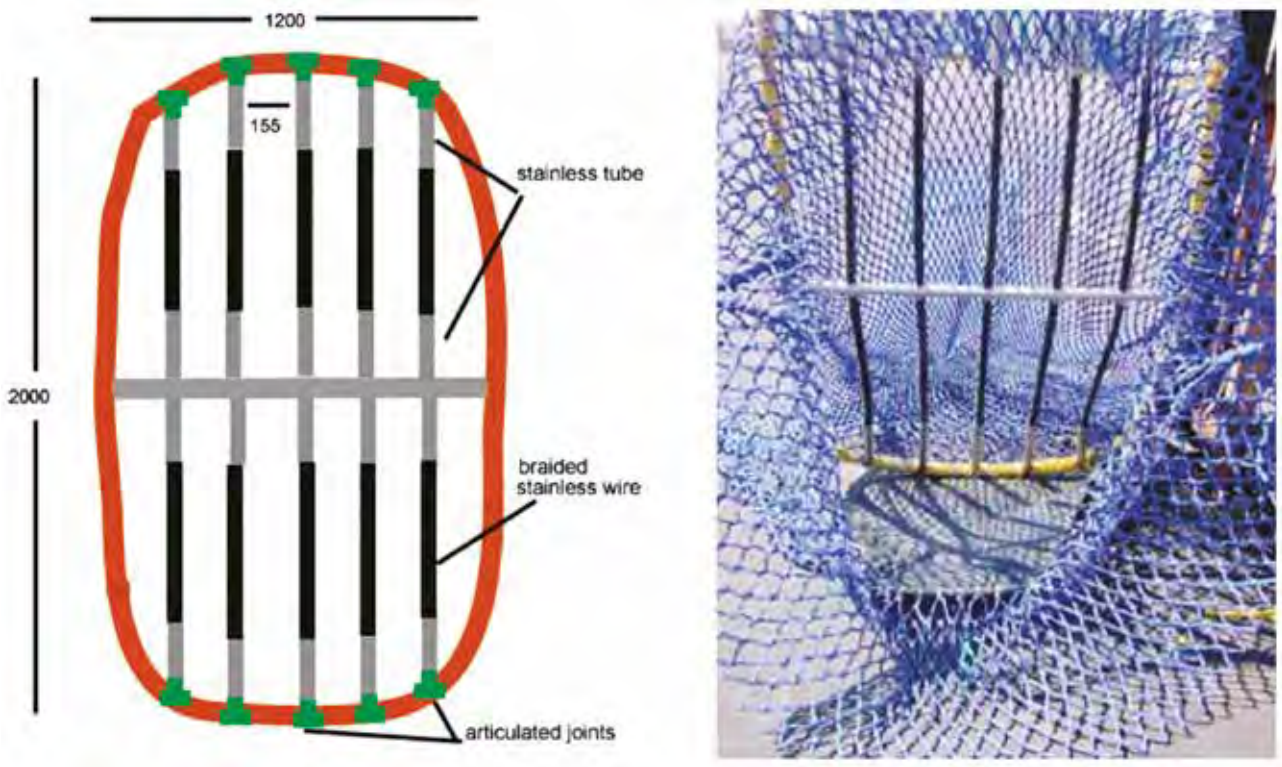 1200
155
stainless tube
2000
braided
stainless wire
articulated joints